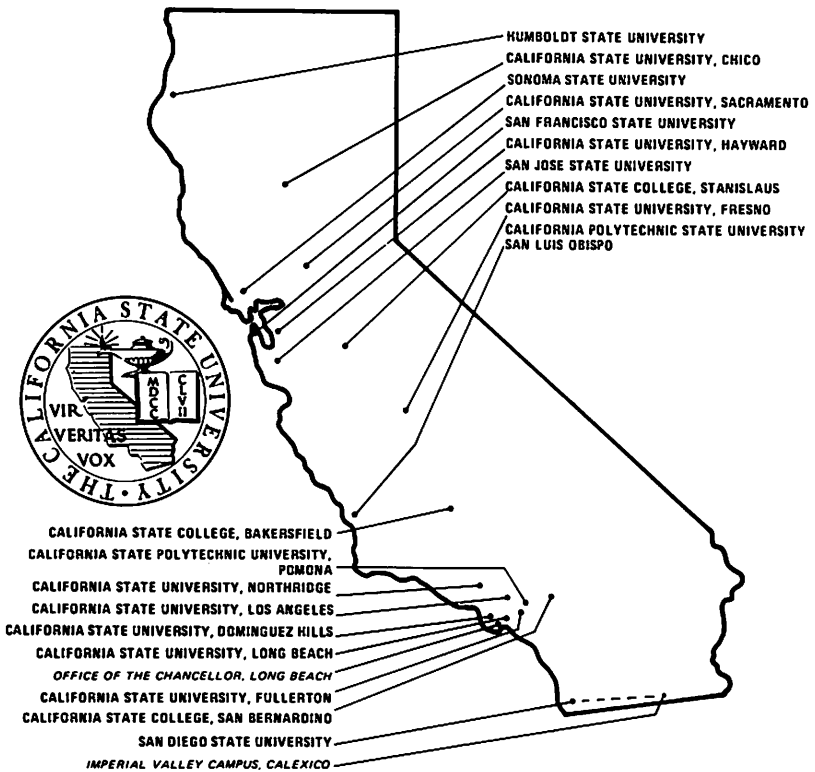 HUMBOLDT STATE UNIVERSITY
CALIFORNIA STATE UNIVERSITY, CHICO
SONOMA STATE UNIVERSITY
CALIFORNIA STATE UNIVERSITY, SACRAMENTO
SAN FRANCISCO STATE UNIVERSITY
CALIFORNIA STATE UNIVERSITY, HAYWARD
SAN JOSE STATE UNIVERSITY
CALIFORNIA STATE COLLEGE, STANISLAUS
CALIFORNIA STATE UNIVERSITY, FRESNO
CALIFORNIA POLYTECHNIC STATE UNIVERSITY
SAN LUIS OBISPO
THE CALIFORNIA STATE UNIVERSITY
MDCC
CLVII
VIR
VERITAS
VOX
CALIFORNIA STATE COLLEGE, BAKERSFIELD
CALIFORNIA STATE POLYTECHNIC UNIVERSITY,
POMONA
CALIFORNIA STATE UNIVERSITY, NORTHRIDGE
CALIFORNIA STATE UNIVERSITY, LOS ANGELES
CALIFORNIA STATE UNIVERSITY, DOMINGUEZ HILLS
CALIFORNIA STATE UNIVERSITY, LONG BEACH
OFFICE OF THE CHANCELLOR, LONG BEACH
CALIFORNIA STATE UNIVERSITY, FULLERTON
CALIFORNIA STATE COLLEGE, SAN BERNARDINO
SAN DIEGO STATE UNIVERSITY
IMPERIAL VALLEY CAMPUS, CALEXICO